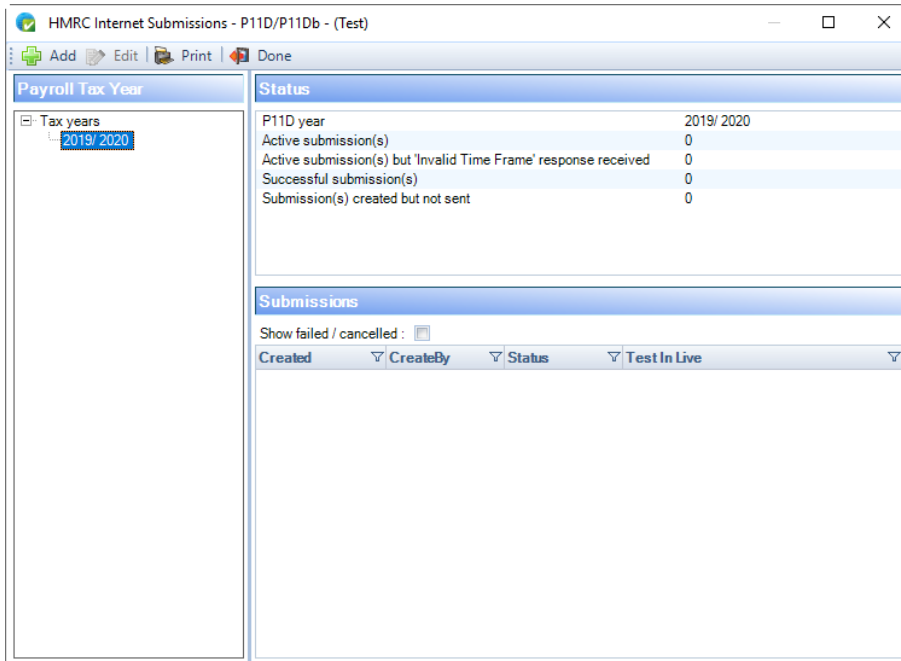 HMRC Internet Submissions - P11D/P11Db - (Test)
Add Edit Print Done
Payroll Tax Year
Tax years
2019/ 2020
Status
P11D year 2019/ 2020
Active submission(s) 0
Active submission(s) but 'Invalid Time Frame' response received 0
Successful submission(s) 0
Submission(s) created but not sent 0
Submissions
Show failed / cancelled :
Created CreateBy Status Test In Live